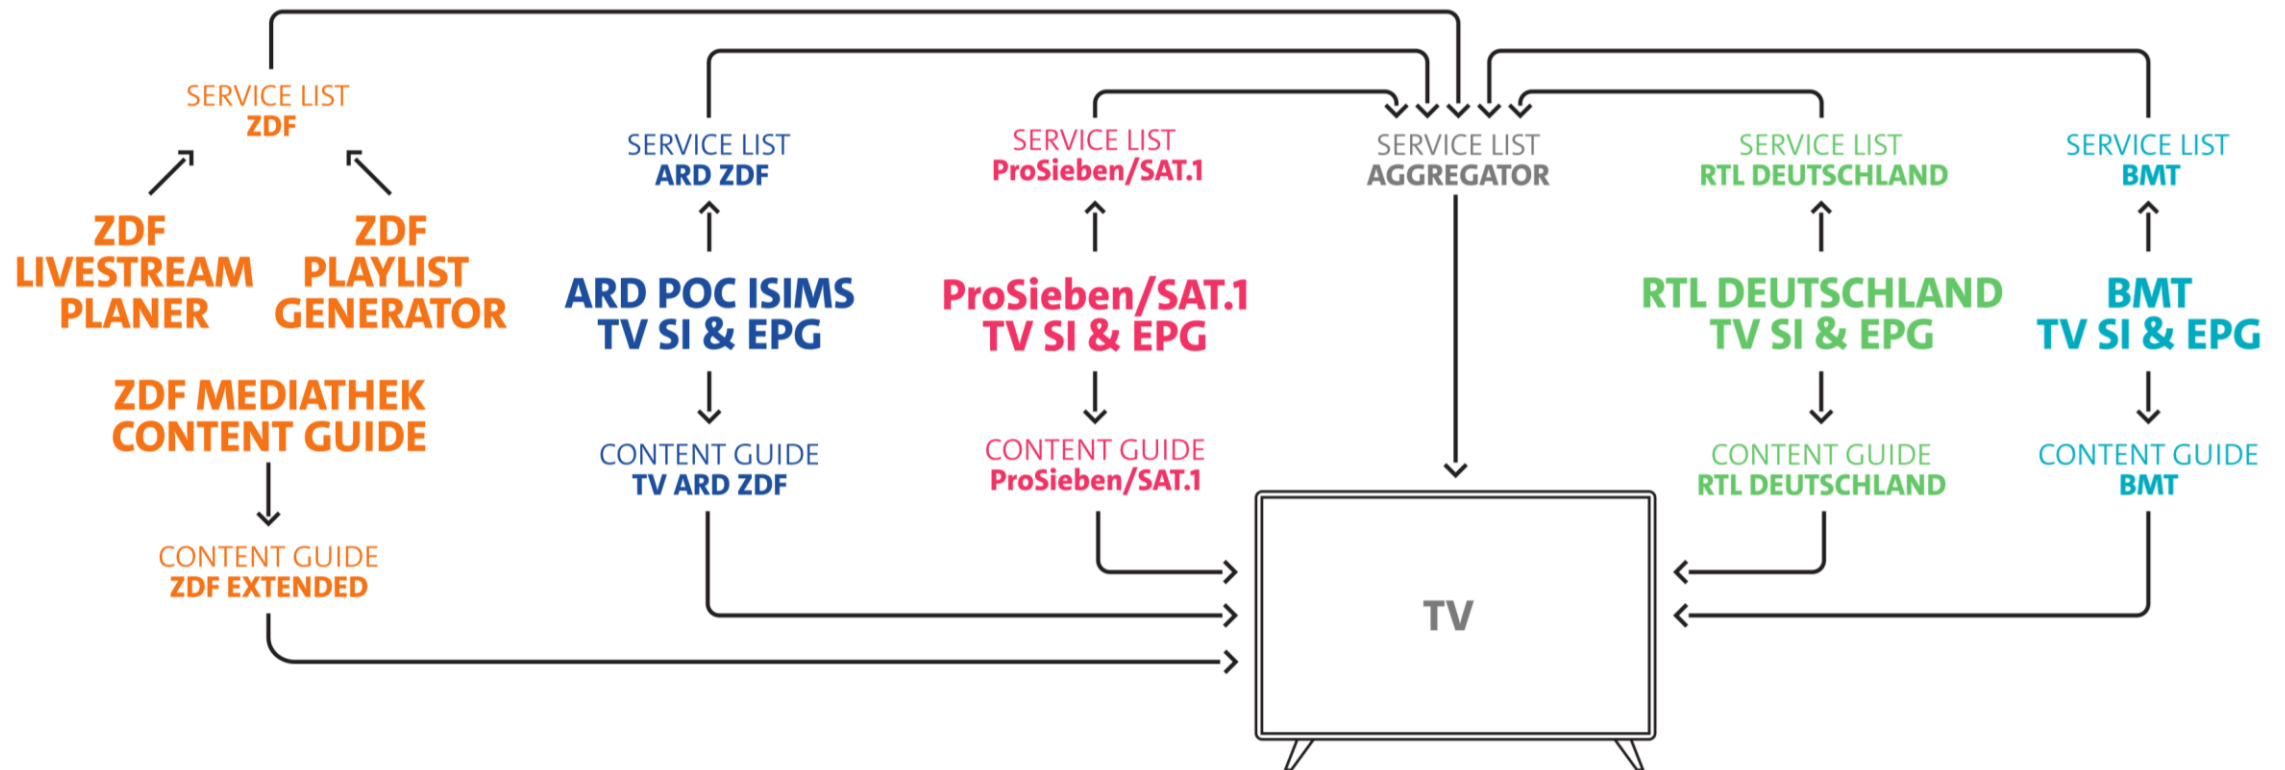 SERVICE LIST
ZDF
ZDF
LIVESTREAM
PLANER
ZDF
PLAYLIST
GENERATOR
ZDF MEDIATHEK
CONTENT GUIDE
CONTENT GUIDE
ZDF EXTENDED
SERVICE LIST
ARD ZDF
ARD POC ISIMS
TV SI & EPG
CONTENT GUIDE
TV ARD ZDF
SERVICE LIST
ProSieben/SAT.1
ProSieben/SAT.1
TV SI & EPG
CONTENT GUIDE
ProSieben/SAT.1
SERVICE LIST
AGGREGATOR
TV
SERVICE LIST
RTL DEUTSCHLAND
RTL DEUTSCHLAND
TV SI & EPG
CONTENT GUIDE
RTL DEUTSCHLAND
SERVICE LIST
BMT
BMT
TV SI & EPG
CONTENT GUIDE
BMT